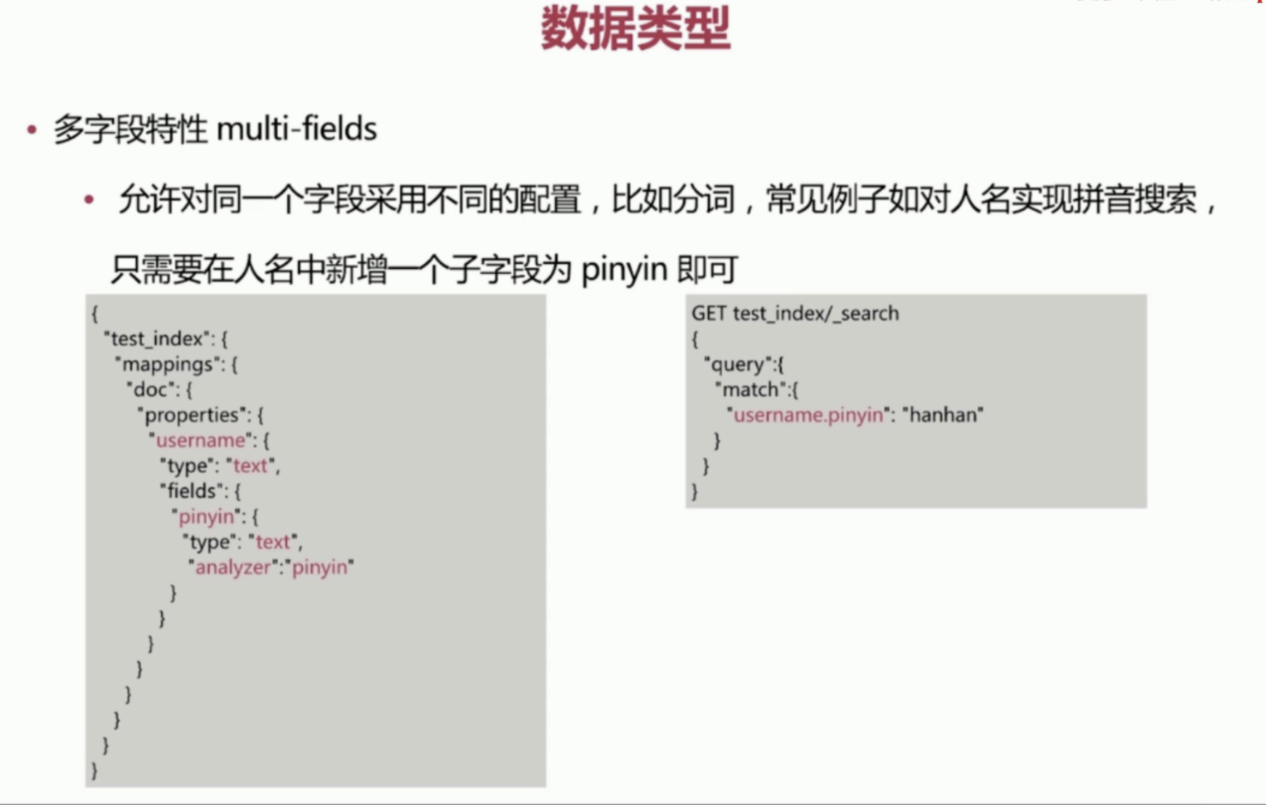 数据类型
• 多字段特性 multi-fields
• 允许对同一个字段采用不同的配置，比如分词，常见例子如对人名实现拼音搜索，
只需要在人名中新增一个子字段为 pinyin 即可
{
"test_index": {
"mappings": {
"doc": {
"properties": {
"username": {
"type": "text",
"fields": {
"pinyin": {
"type": "text",
"analyzer":"pinyin"
}
}
}
}
}
}
}
}
GET test_index/_search
{
"query":{
"match":{
"username.pinyin": "hanhan"
}
}
}